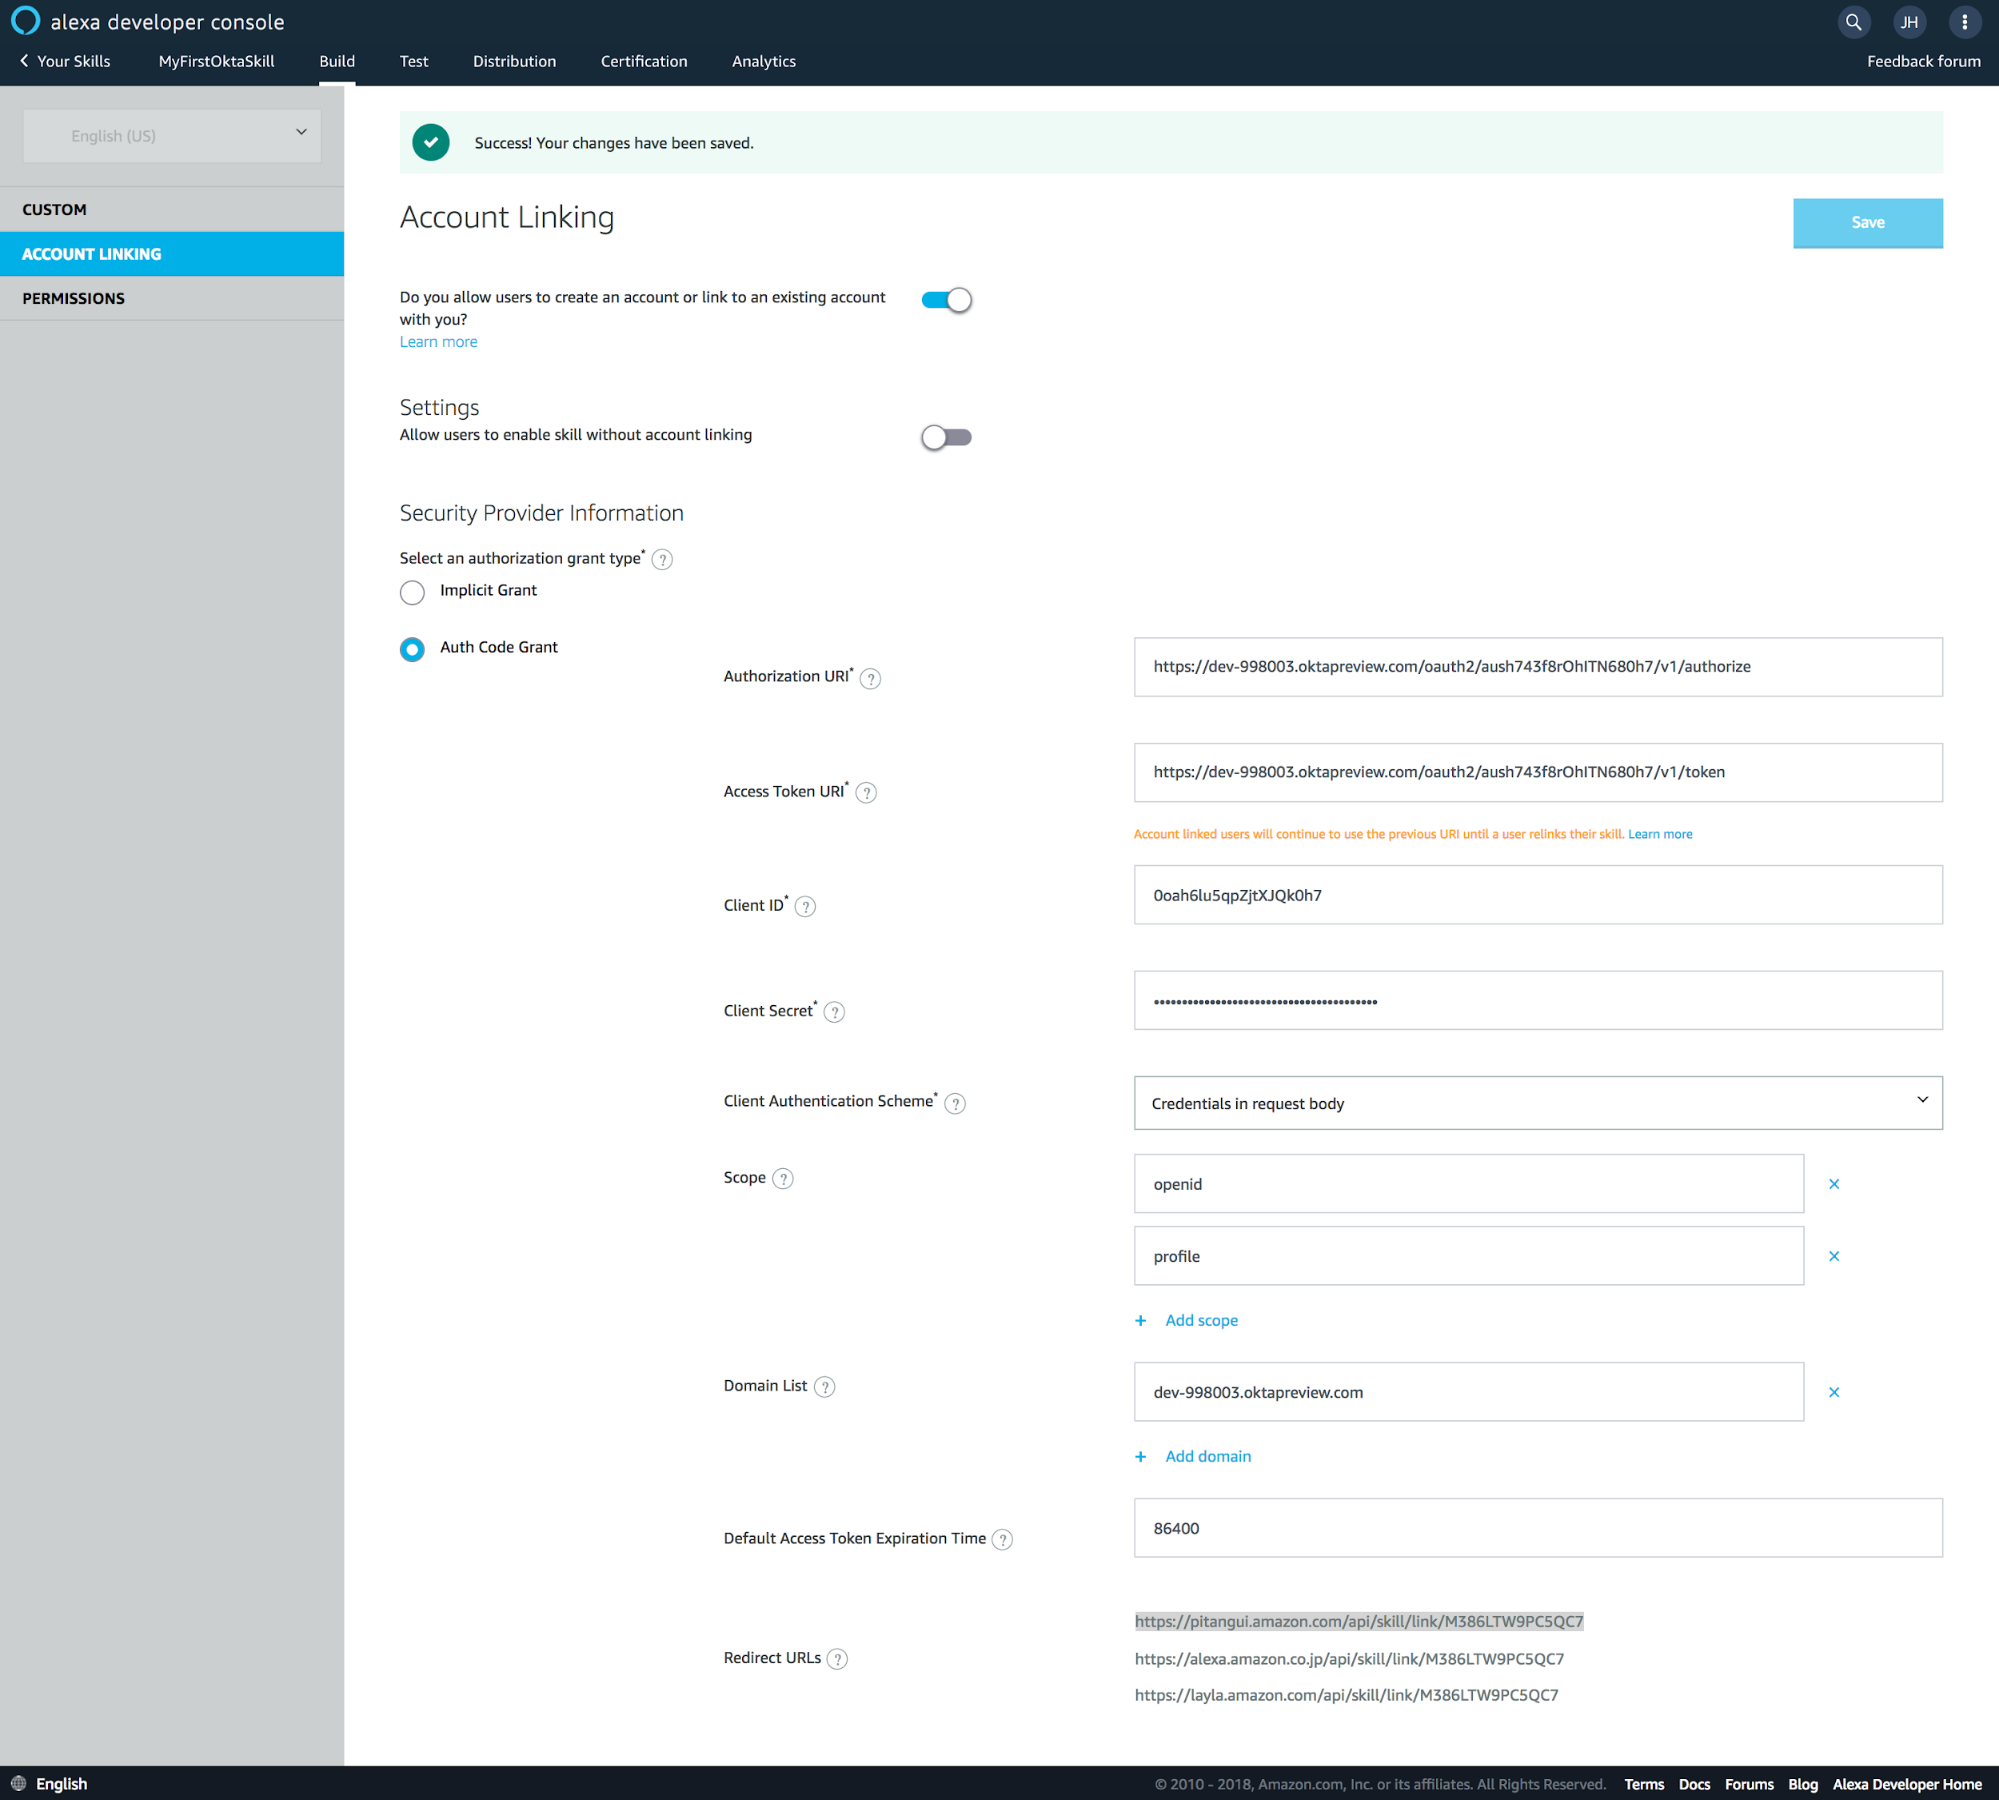 alexa developer console
JH
Your Skills MyFirstOktaSkill Build Test Distribution Certification Analytics Feedback forum
English (US)
CUSTOM
ACCOUNT LINKING
PERMISSIONS
Success! Your changes have been saved.
Account Linking
Save
Do you allow users to create an account or link to an existing account
with you?
Learn more
Settings
Allow users to enable skill without account linking
Security Provider Information
Select an authorization grant type* ?
Implicit Grant
Auth Code Grant
Authorization URI* ?
https://dev-998003.oktapreview.com/oauth2/aush743f8rOhITN680h7/v1/authorize
Access Token URI* ?
https://dev-998003.oktapreview.com/oauth2/aush743f8rOhITN680h7/v1/token
Account linked users will continue to use the previous URI until a user relinks their skill. Learn more
Client ID* ?
0oah6lu5qpZjtXJQk0h7
Client Secret* ?
••••••••••••••••••••••••••••••••••••••••
Client Authentication Scheme* ?
Credentials in request body
Scope ?
openid
profile
+ Add scope
Domain List ?
dev-998003.oktapreview.com
+ Add domain
Default Access Token Expiration Time ?
86400
Redirect URLs ?
https://pitangui.amazon.com/api/skill/link/M386LTW9PC5QC7
https://alexa.amazon.co.jp/api/skill/link/M386LTW9PC5QC7
https://layla.amazon.com/api/skill/link/M386LTW9PC5QC7
English
© 2010 - 2018, Amazon.com, Inc. or its affiliates. All Rights Reserved. Terms Docs Forums Blog Alexa Developer Home